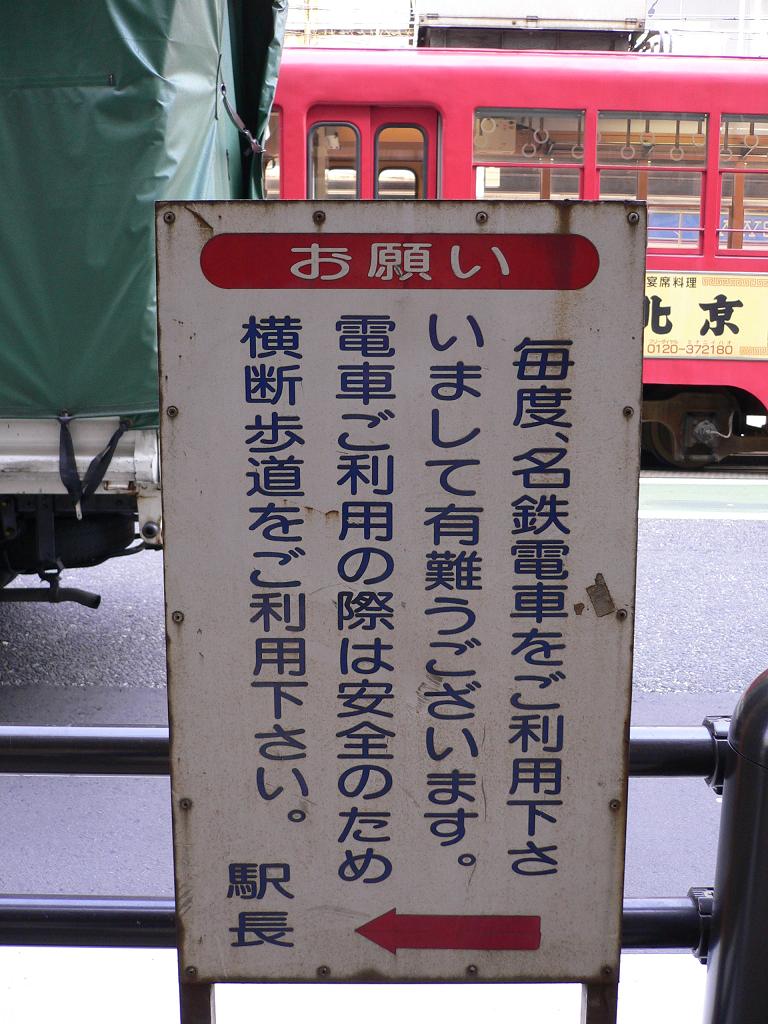 お願い
毎度、名鉄電車をご利用下さ
いまして有難うございます。
電車ご利用の際は安全のため
横断歩道をご利用下さい。
駅長
宴席料理
北京
0120-372180